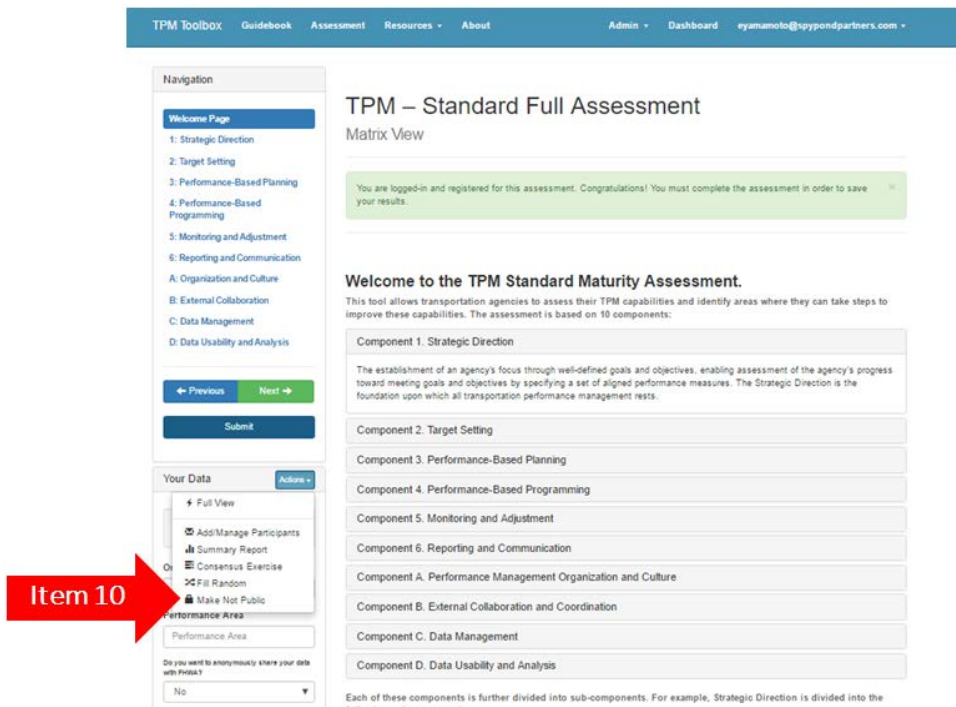 TPM Toolbox Guidebook Assessment Resources About Admin Dashboard eyamamoto@spypondpartners.com
Navigation
Welcome Page
1: Strategic Direction
2: Target Setting
3: Performance-Based Planning
4: Performance-Based
Programming
5: Monitoring and Adjustment
6: Reporting and Communication
A: Organization and Culture
B: External Collaboration
C: Data Management
D: Data Usability and Analysis
← Previous Next →
Submit
Your Data Actions
Full View
Add/Manage Participants
Summary Report
Consensus Exercise
Fill Random
Make Not Public
Item 10
Performance Area
Performance Area
Do you want to anonymously share your data
with FHWA?
No
TPM – Standard Full Assessment
Matrix View
You are logged-in and registered for this assessment. Congratulations! You must complete the assessment in order to save
your results.
×
Welcome to the TPM Standard Maturity Assessment.
This tool allows transportation agencies to assess their TPM capabilities and identify areas where they can take steps to
improve these capabilities. The assessment is based on 10 components:
Component 1. Strategic Direction
The establishment of an agency's focus through well-defined goals and objectives, enabling assessment of the agency's progress
toward meeting goals and objectives by specifying a set of aligned performance measures. The Strategic Direction is the
foundation upon which all transportation performance management rests.
Component 2. Target Setting
Component 3. Performance-Based Planning
Component 4. Performance-Based Programming
Component 5. Monitoring and Adjustment
Component 6. Reporting and Communication
Component A. Performance Management Organization and Culture
Component B. External Collaboration and Coordination
Component C. Data Management
Component D. Data Usability and Analysis
Each of these components is further divided into sub-components. For example, Strategic Direction is divided into the